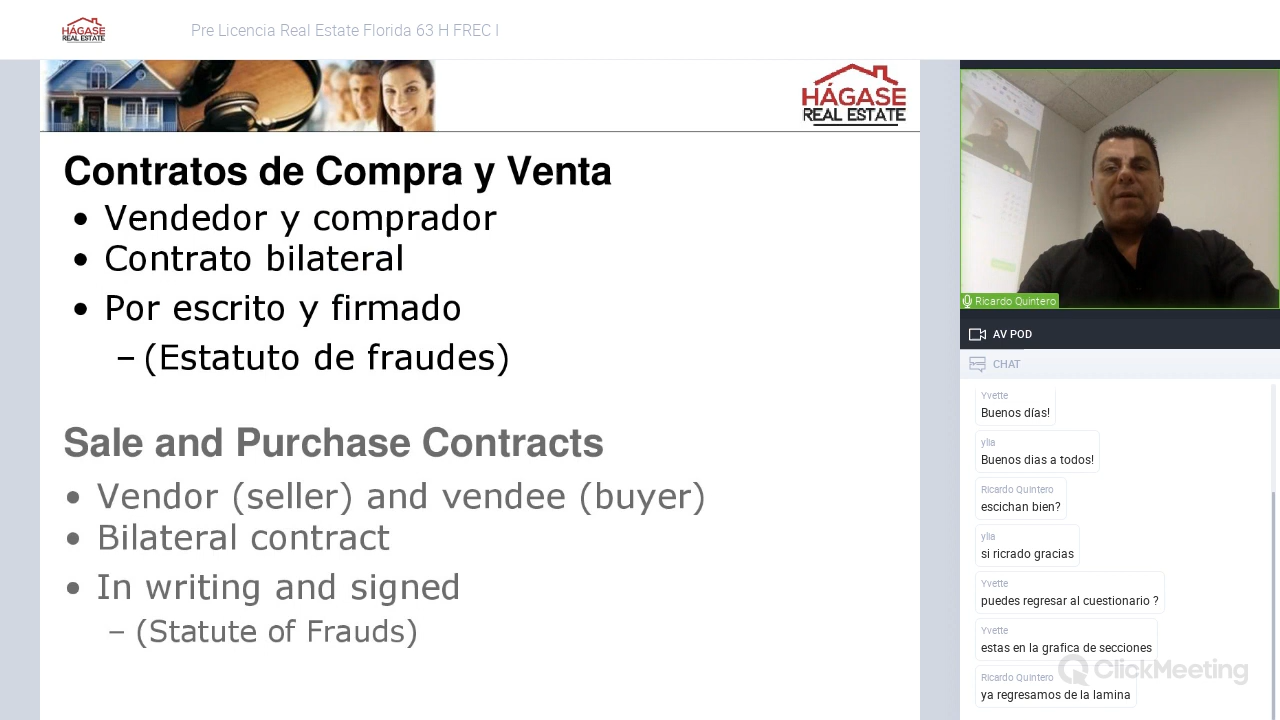 HÁGASE
REAL ESTATE
Pre Licencia Real Estate Florida 63 H FREC I
HÁGASE
REAL ESTATE
Contratos de Compra y Venta
• Vendedor y comprador
• Contrato bilateral
• Por escrito y firmado
– (Estatuto de fraudes)
Sale and Purchase Contracts
• Vendor (seller) and vendee (buyer)
• Bilateral contract
• In writing and signed
– (Statute of Frauds)
Ricardo Quintero
AV POD
CHAT
Yvette
Buenos días!
ylia
Buenos dias a todos!
Ricardo Quintero
escichan bien?
ylia
si ricrado gracias
Yvette
puedes regresar al cuestionario ?
Yvette
estas en la grafica de secciones
Ricardo Quintero
ya regresamos de la lamina
ClickMeeting